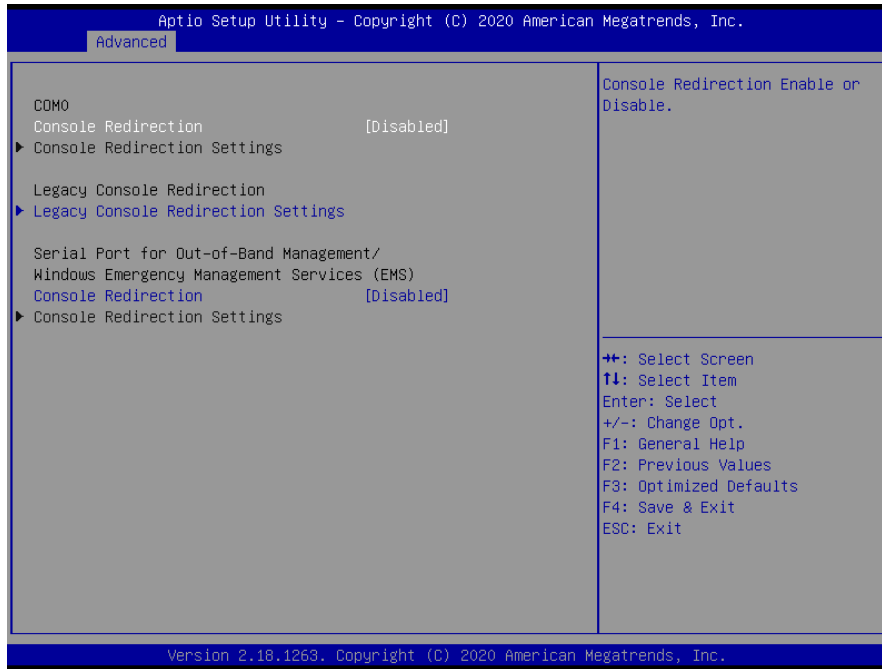 Aptio Setup Utility – Copyright (C) 2020 American Megatrends, Inc.
Advanced
COM0
Console Redirection [Disabled]
▶ Console Redirection Settings
Legacy Console Redirection
▶ Legacy Console Redirection Settings
Serial Port for Out-of-Band Management/
Windows Emergency Management Services (EMS)
Console Redirection [Disabled]
▶ Console Redirection Settings
Console Redirection Enable or
Disable.
→←: Select Screen
↑↓: Select Item
Enter: Select
+/-: Change Opt.
F1: General Help
F2: Previous Values
F3: Optimized Defaults
F4: Save & Exit
ESC: Exit
Version 2.18.1263. Copyright (C) 2020 American Megatrends, Inc.